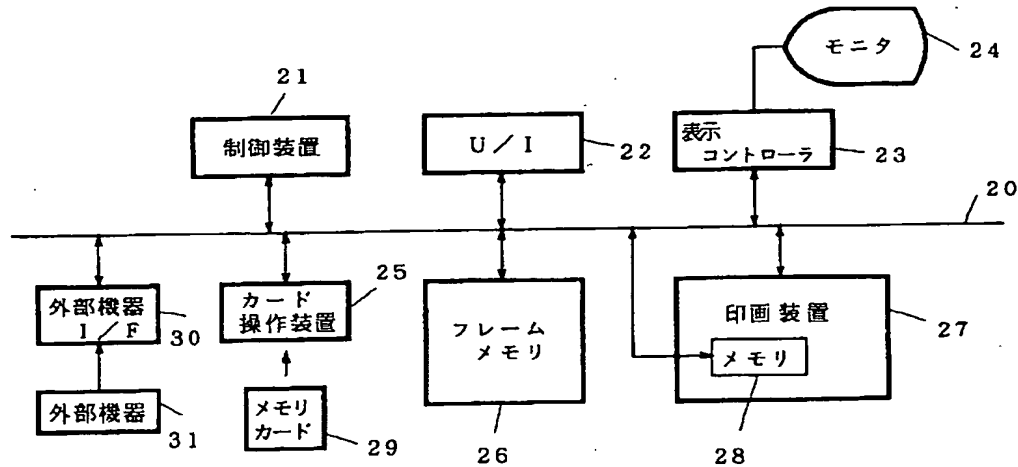 モニタ
24
21
制御装置
U／I
22
表示
コントローラ
23
20
外部機器
I／F
30
カード
操作装置
25
フレーム
メモリ
26
印画装置
メモリ
27
28
外部機器
31
メモリ
カード
29